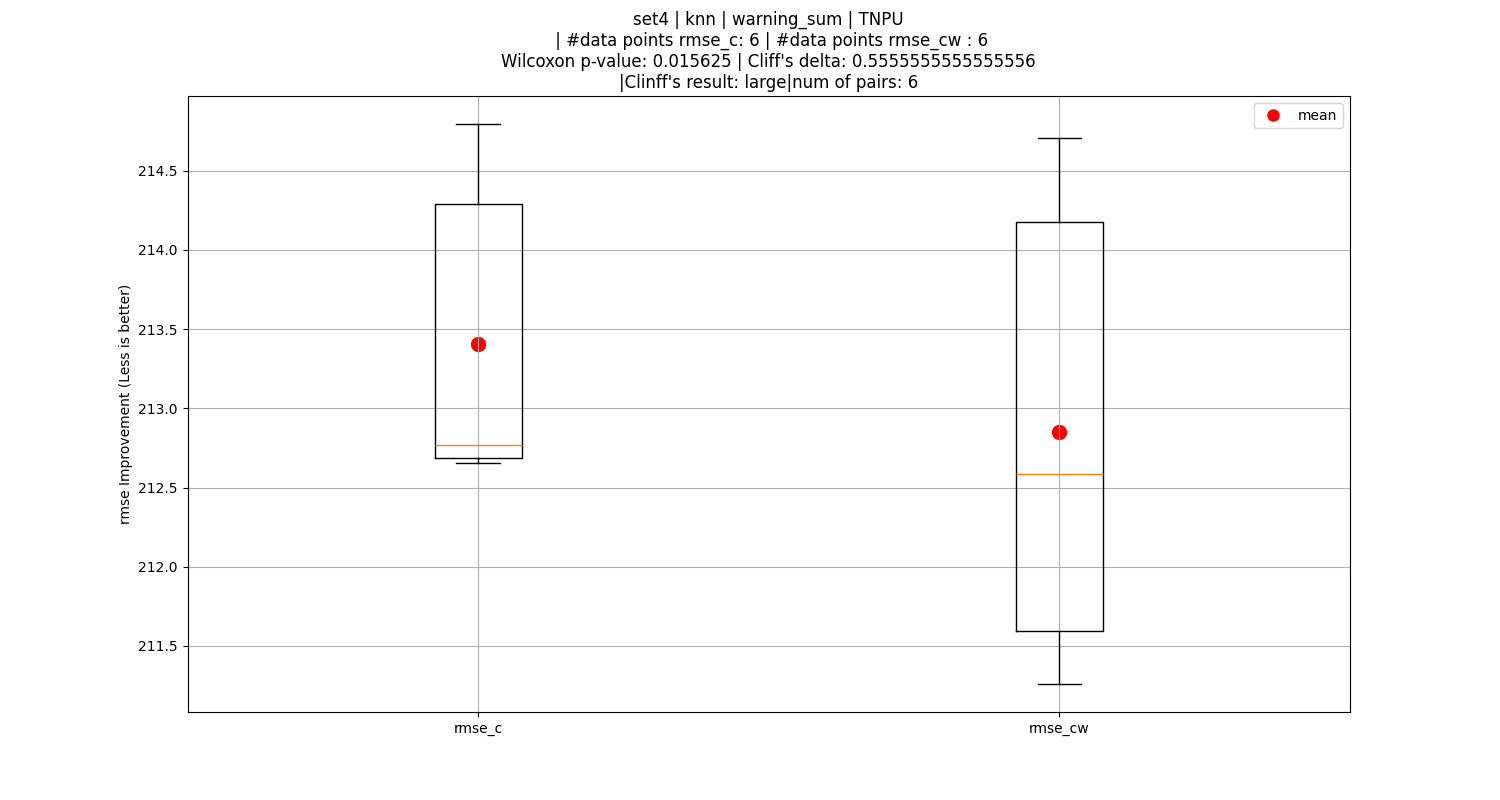 set4 | knn | warning_sum | TNPU
| #data points rmse_c: 6 | #data points rmse_cw : 6
Wilcoxon p-value: 0.015625 | Cliff's delta: 0.5555555555555556
|Clinff's result: large|num of pairs: 6
mean
rmse Improvement (Less is better)
214.5
214.0
213.5
213.0
212.5
212.0
211.5
rmse_c
rmse_cw